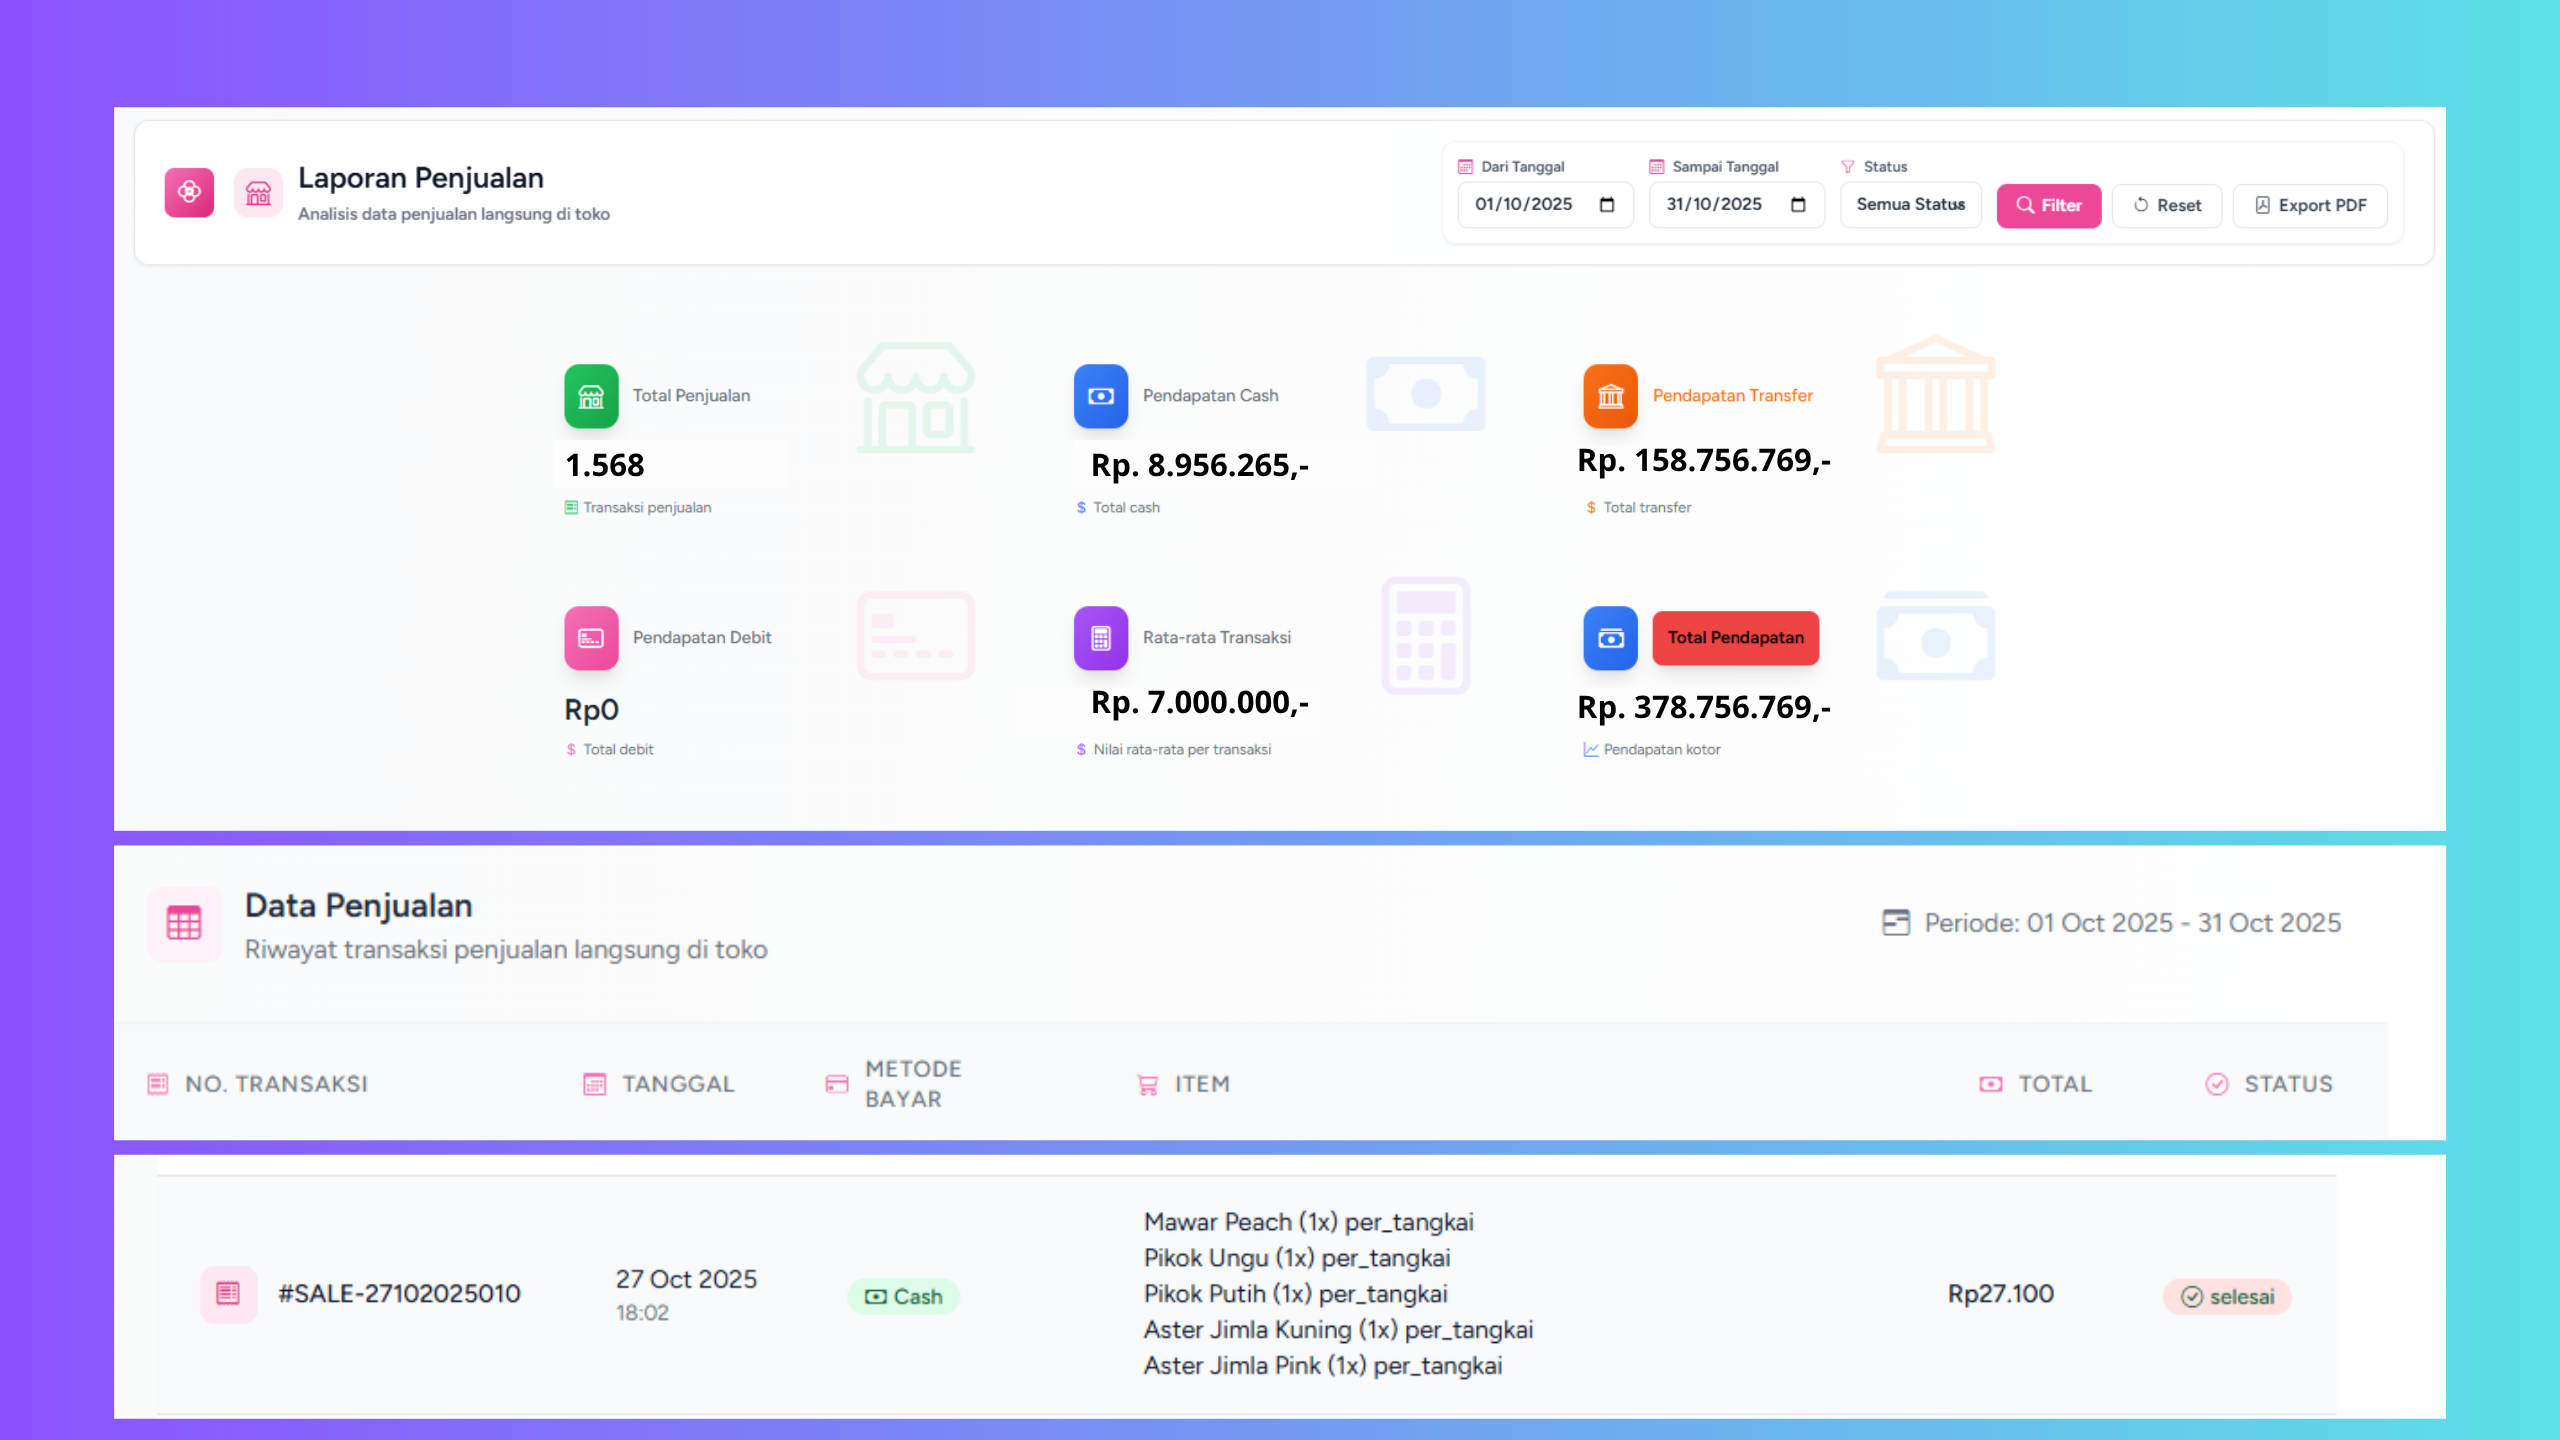 Laporan Penjualan
Analisis data penjualan langsung di toko
Dari Tanggal
01/10/2025
Sampai Tanggal
31/10/2025
Status
Semua Status
Filter
Reset
Export PDF
Total Penjualan
1.568
Transaksi penjualan
Pendapatan Cash
Rp. 8.956.265,-
$ Total cash
Pendapatan Transfer
Rp. 158.756.769,-
$ Total transfer
Pendapatan Debit
Rp0
$ Total debit
Rata-rata Transaksi
Rp. 7.000.000,-
$ Nilai rata-rata per transaksi
Total Pendapatan
Rp. 378.756.769,-
Pendapatan kotor
Data Penjualan
Riwayat transaksi penjualan langsung di toko
Periode: 01 Oct 2025 - 31 Oct 2025
NO. TRANSAKSI
TANGGAL
METODE
BAYAR
ITEM
TOTAL
STATUS
#SALE-27102025010
27 Oct 2025
18:02
Cash
Mawar Peach (1x) per_tangkai
Pikok Ungu (1x) per_tangkai
Pikok Putih (1x) per_tangkai
Aster Jimla Kuning (1x) per_tangkai
Aster Jimla Pink (1x) per_tangkai
Rp27.100
selesai